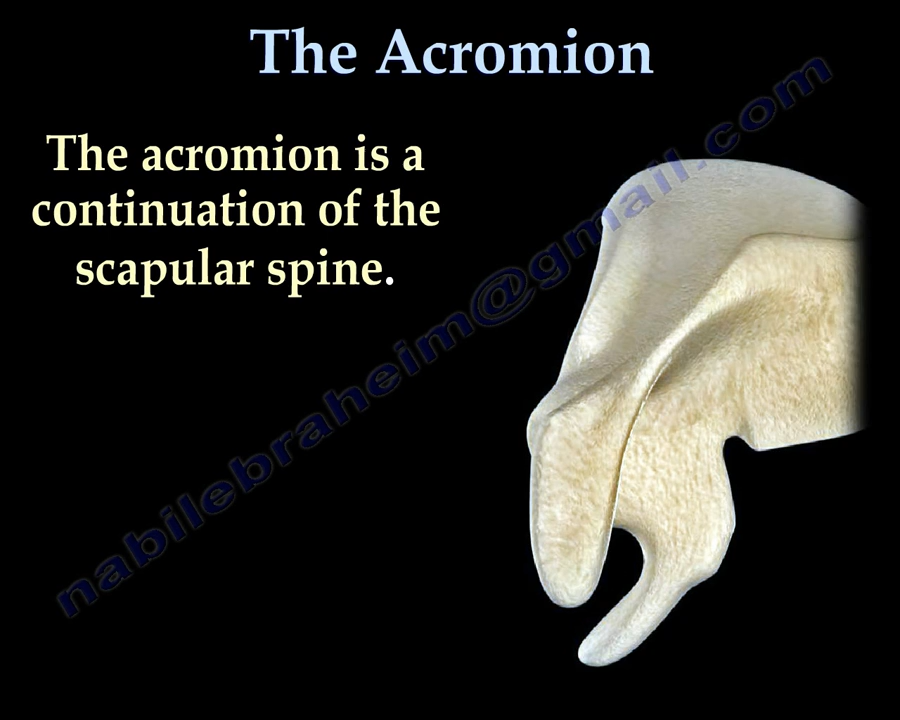 The Acromion
The acromion is a
continuation of the
scapular spine.
nabilebraheim@gmail.com